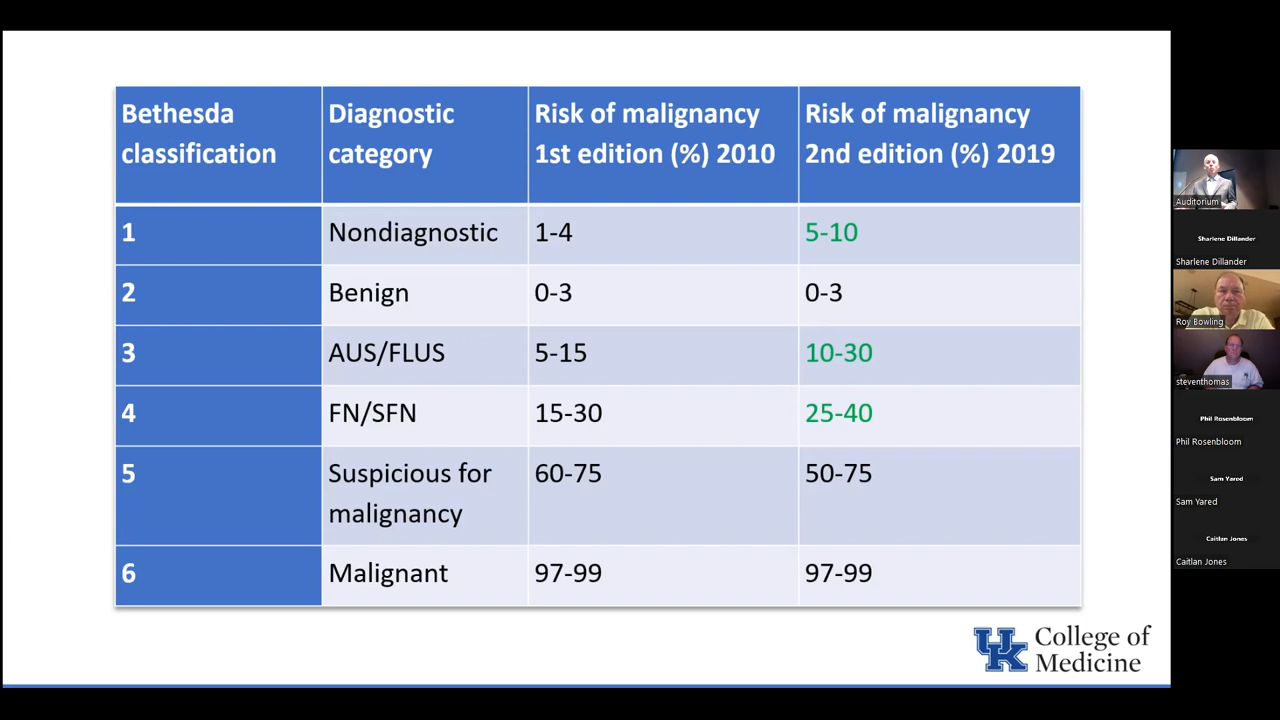 Bethesda classification
Diagnostic category
Risk of malignancy 1st edition (%) 2010
Risk of malignancy 2nd edition (%) 2019
1
Nondiagnostic
1-4
5-10
2
Benign
0-3
0-3
3
AUS/FLUS
5-15
10-30
4
FN/SFN
15-30
25-40
5
Suspicious for malignancy
60-75
50-75
6
Malignant
97-99
97-99
UK
College of
Medicine
Auditorium
Sharlene Dillander
Sharlene Dillander
Roy Bowling
steventhomas
Phil Rosenbloom
Phil Rosenbloom
Sam Yared
Sam Yared
Caitlan Jones
Caitlan Jones